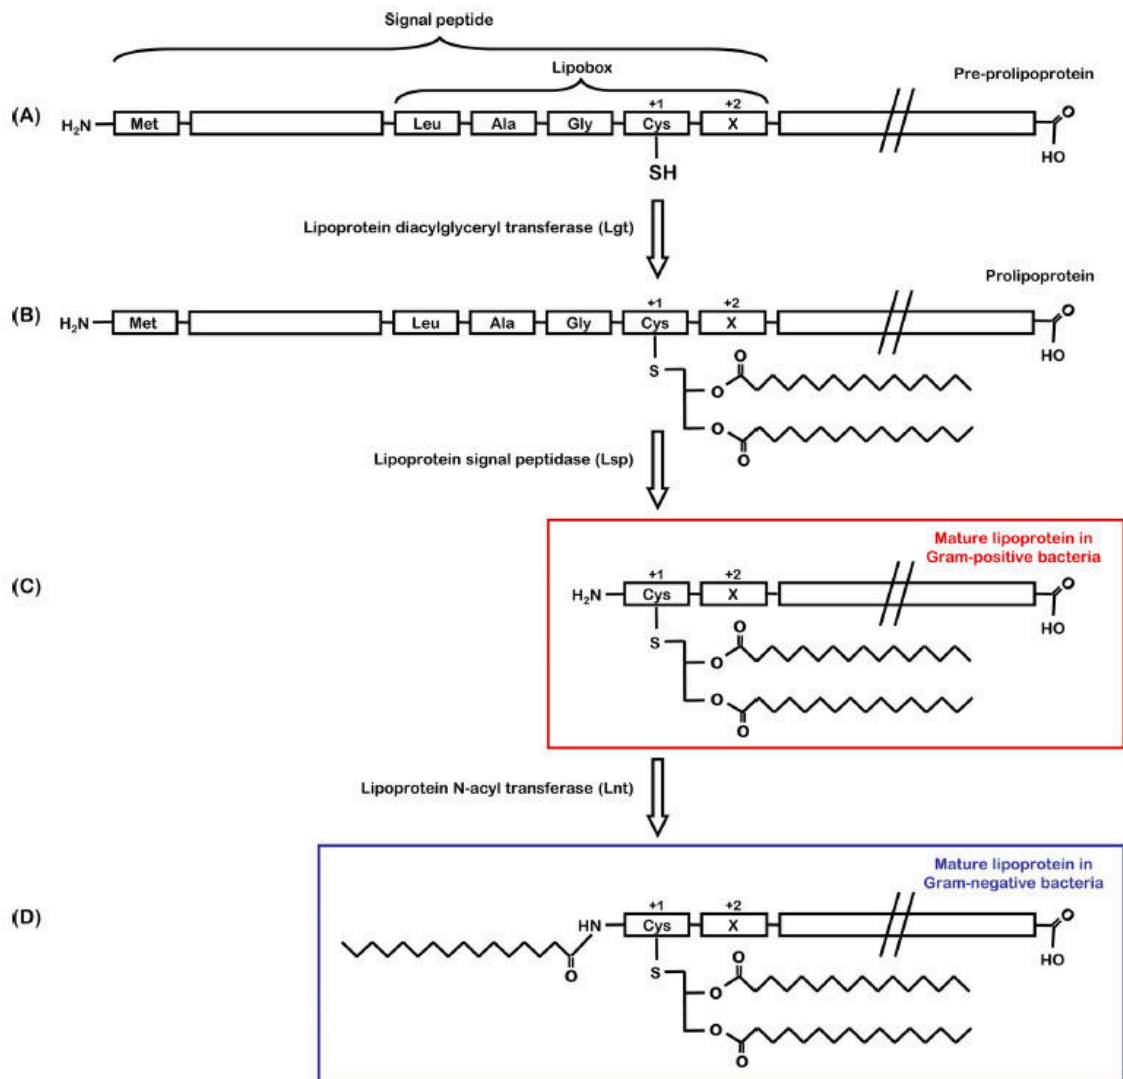 Signal peptide
Lipobox
Pre-prolipoprotein
(A) H₂N Met Leu Ala Gly +1 Cys +2 X O HO
SH
Lipoprotein diacylglyceryl transferase (Lgt)
Prolipoprotein
(B) H₂N Met Leu Ala Gly +1 Cys +2 X O HO
S O O
O O
Lipoprotein signal peptidase (Lsp)
Mature lipoprotein in
Gram-positive bacteria
(C) H₂N +1 Cys +2 X O HO
S O O
O O
Lipoprotein N-acyl transferase (Lnt)
Mature lipoprotein in
Gram-negative bacteria
(D) O HN +1 Cys +2 X O HO
S O O
O O